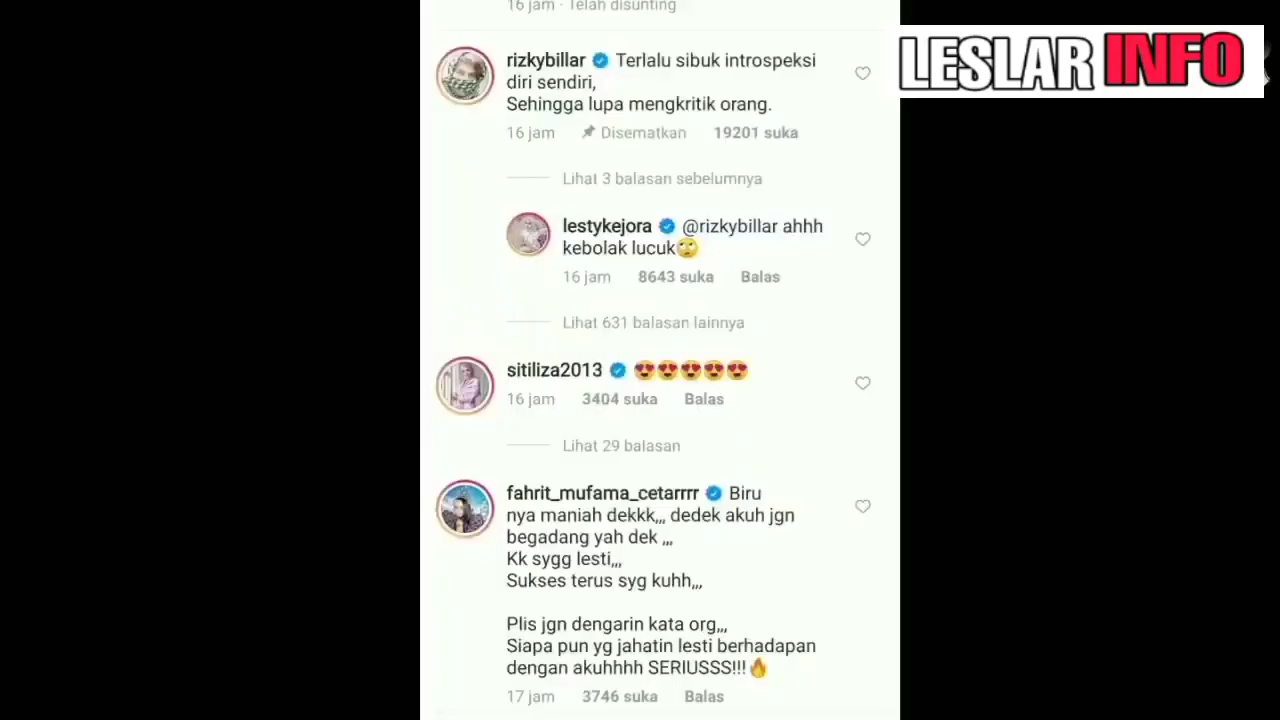 16 jam · Telah disunting
LESLAR INFO
rizkybillar Terlalu sibuk introspeksi
diri sendiri,
Sehingga lupa mengkritik orang.
16 jam Disematkan 19201 suka
Lihat 3 balasan sebelumnya
lestykejora @rizkybillar ahhh
kebolak lucuk🙄
16 jam 8643 suka Balas
Lihat 631 balasan lainnya
sitiliza2013 😍😍😍😍😍
16 jam 3404 suka Balas
Lihat 29 balasan
fahrit_mufama_cetarrrr Biru
nya maniah dekkk,,, dedek akuh jgn
begadang yah dek ,,,
Kk sygg lesti,,,
Sukses terus syg kuhh,,,
Plis jgn dengarin kata org,,,
Siapa pun yg jahatin lesti berhadapan
dengan akuhhhh SERIUSSS!!!🔥
17 jam 3746 suka Balas